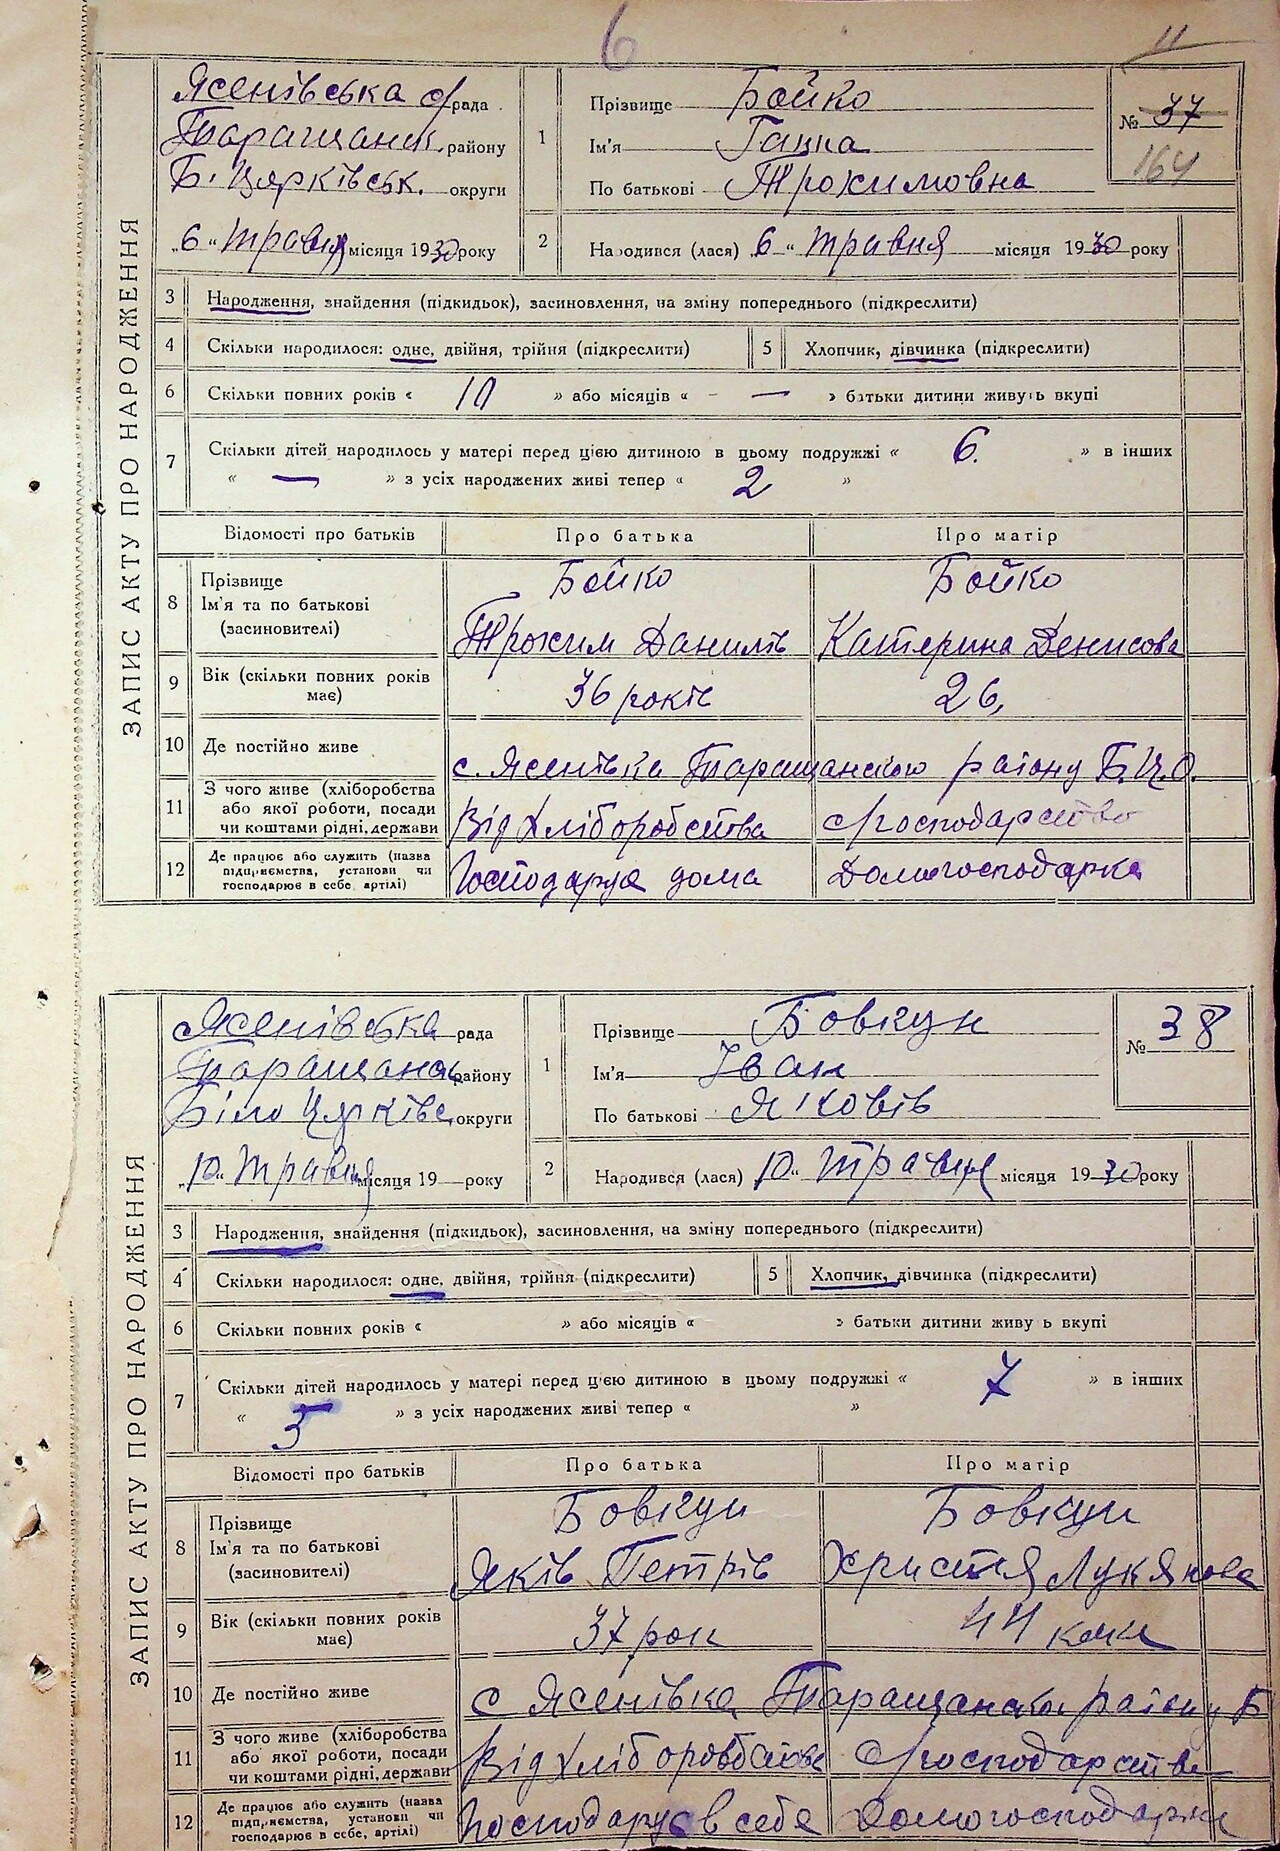 6
11
ЗАПИС АКТУ ПРО НАРОДЖЕННЯ
Ясенівська с/рада
Таращанськ. району
Б. Церківськ. округи
„6“ травня місяця 1930 року
1
Прізвище Бойко
Ім'я Ганна
По батькові Трохимовна
№ 37
164
2 Народився (лася) „6“ травня місяця 1930 року
3 Народження, знайдення (підкидьок), засиновлення, на зміну попереднього (підкреслити)
4 Скільки народилося: одне, двійня, трійня (підкреслити) 5 Хлопчик, дівчинка (підкреслити)
6 Скільки повних років « 10 » або місяців « — » батьки дитини живуть вкупі
7 Скільки дітей народилось у матері перед цією дитиною в цьому подружжі « 6. » в інших
« — » з усіх народжених живі тепер « 2 »
Відомості про батьків Про батька Про матір
8 Прізвище Ім'я та по батькові (засиновителі)
Бойко Бойко
Трохим Данилів Катерина Денисова
9 Вік (скільки повних років має) 36 років 26,
10 Де постійно живе с. Ясенівка Таращанського району Б.Ц.О.
11 З чого живе (хліборобства або якої роботи, посади чи коштами рідні, держави Від хліборобства с/господарство
12 Де працює або служить (назва підприємства, установи чи господарює в себе, артілі) Господарує дома Домогосподарка
ЗАПИС АКТУ ПРО НАРОДЖЕННЯ
Ясенівська рада
Таращанськ району
Біло Церківс. округи
„10“ травня місяця 19 — року
1
Прізвище Бовкун
Ім'я Іван
По батькові Яковів
№ 38
2 Народився (лася) „10“ травня місяця 1930 року
3 Народження, знайдення (підкидьок), засиновлення, на зміну попереднього (підкреслити)
4 Скільки народилося: одне, двійня, трійня (підкреслити) 5 Хлопчик, дівчинка (підкреслити)
6 Скільки повних років « » або місяців « » батьки дитини живу ь вкупі
7 Скільки дітей народилось у матері перед цією дитиною в цьому подружжі « 7 » в інших
« 5 » з усіх народжених живі тепер « »
Відомості про батьків Про батька Про матір
8 Прізвище Ім'я та по батькові (засиновителі)
Бовкун Бовкун
Яків Петрів Христя Лукянова
9 Вік (скільки повних років має) 37 рок 44
10 Де постійно живе с Ясенівка Таращанська району Б
11 З чого живе (хліборобства або якої роботи, посади чи коштами рідні, держави Від хліборобства с/господарство
12 Де працює або служить (назва підприємства, установи чи господарює в себе, артілі) Господарує в себе Домогосподарка